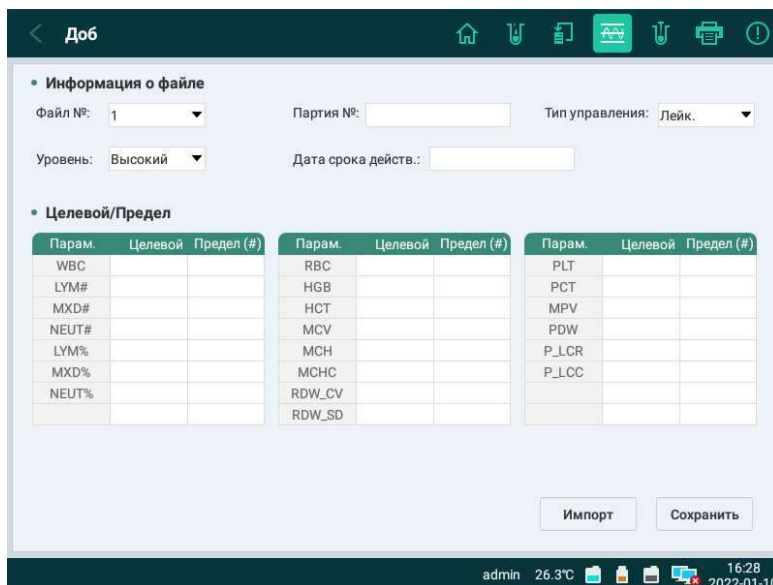 Доб
Информация о файле
Файл №: 1 Партия №: Тип управления: Лейк.
Уровень: Высокий Дата срока действ.:
Целевой/Предел
Парам. Целевой Предел (#) Парам. Целевой Предел (#) Парам. Целевой Предел (#)
WBC RBC PLT
LYM# HGB PCT
MXD# HCT MPV
NEUT# MCV PDW
LYM% MCH P_LCR
MXD% MCHC P_LCC
NEUT% RDW_CV
RDW_SD
Импорт Сохранить
admin 26.3℃ 16:28